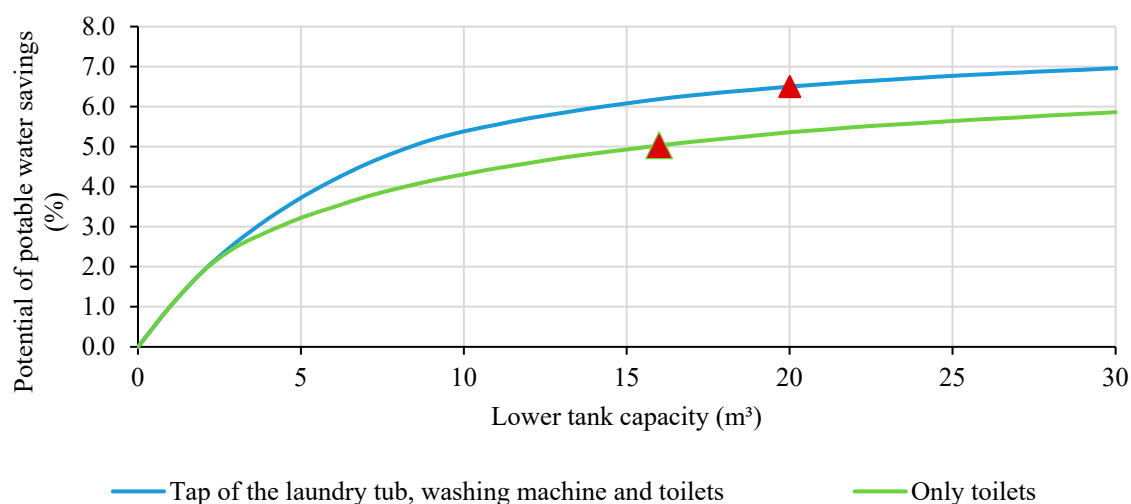 Potential of potable water savings
(%)
8.0
7.0
6.0
5.0
4.0
3.0
2.0
1.0
0.0
0 5 10 15 20 25 30
Lower tank capacity (m³)
Tap of the laundry tub, washing machine and toilets Only toilets